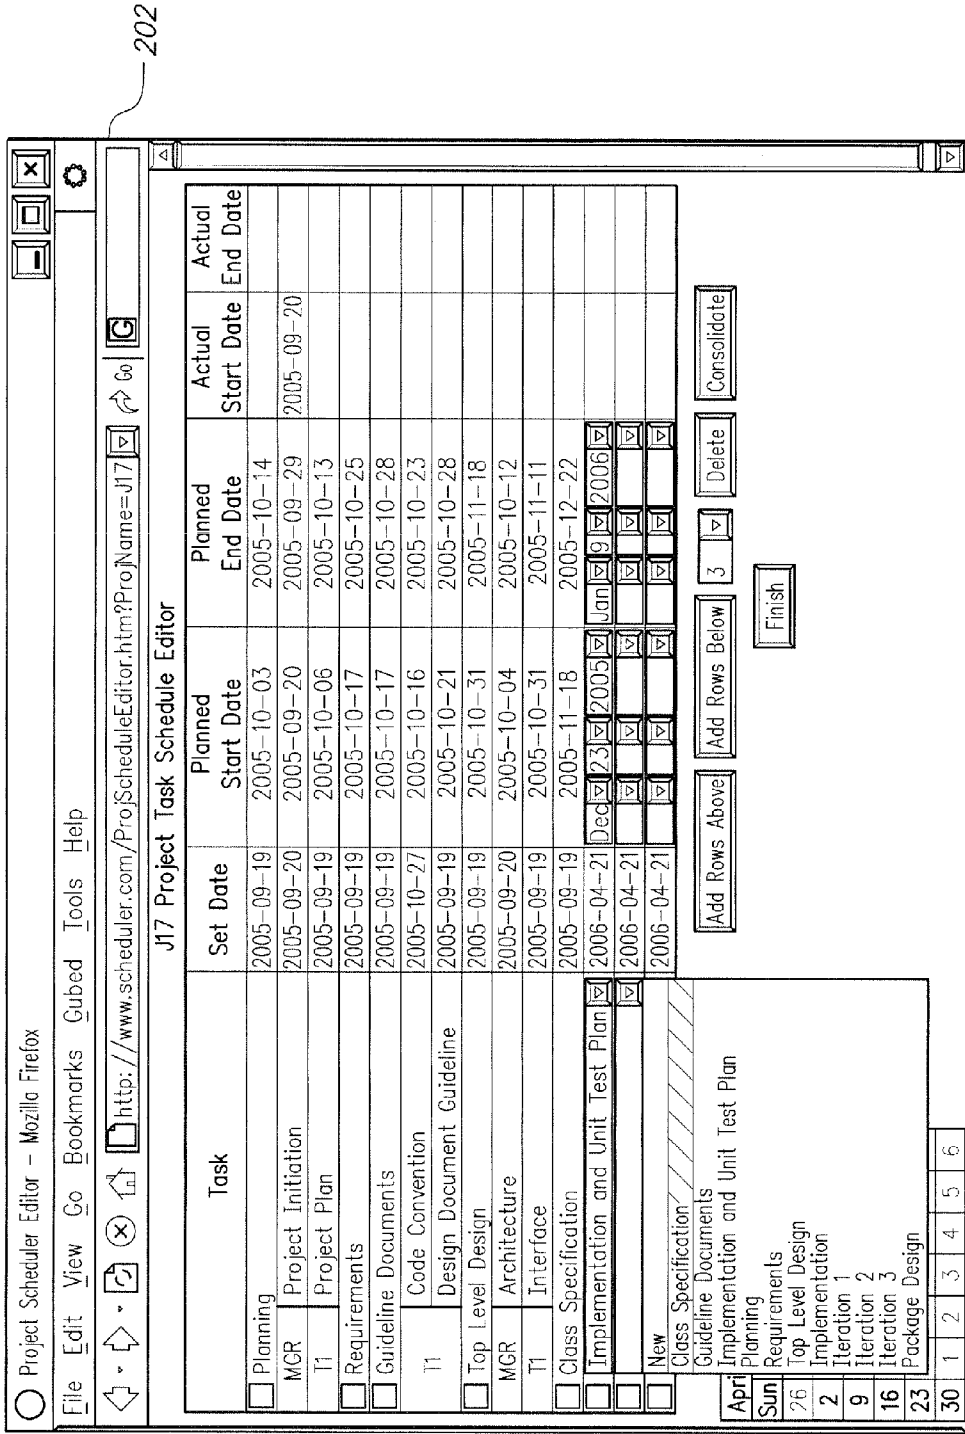 202
Project Scheduler Editor – Mozilla Firefox
File Edit View Go Bookmarks Gubed Tools Help
http: //www.scheduler.com/ProjScheduleEditor.htm?ProjName=J17 Go G
J17 Project Task Schedule Editor
Task Set Date Planned Start Date Planned End Date Actual Start Date Actual End Date
Planning 2005-09-19 2005-10-03 2005-10-14
MGR Project Initiation 2005-09-20 2005-09-20 2005-09-29 2005-09-20
T1 Project Plan 2005-09-19 2005-10-06 2005-10-13
Requirements 2005-09-19 2005-10-17 2005-10-25
Guideline Documents 2005-09-19 2005-10-17 2005-10-28
T1 Code Convention 2005-10-27 2005-10-16 2005-10-23
Design Document Guideline 2005-09-19 2005-10-21 2005-10-28
Top Level Design 2005-09-19 2005-10-31 2005-11-18
MGR Architecture 2005-09-20 2005-10-04 2005-10-12
T1 Interface 2005-09-19 2005-10-31 2005-11-11
Class Specification 2005-09-19 2005-11-18 2005-12-22
Implementation and Unit Test Plan 2006-04-21 Dec 23 2005 Jan 9 2006
2006-04-21
New 2006-04-21
Class Specification
Guideline Documents
Implementation and Unit Test Plan
Planning
Requirements
Top Level Design
Implementation
Iteration 1
Iteration 2
Iteration 3
Package Design
Add Rows Above Add Rows Below 3 Delete Consolidate
Finish
Apri
Sun
26
2
9
16
23
30 1 2 3 4 5 6